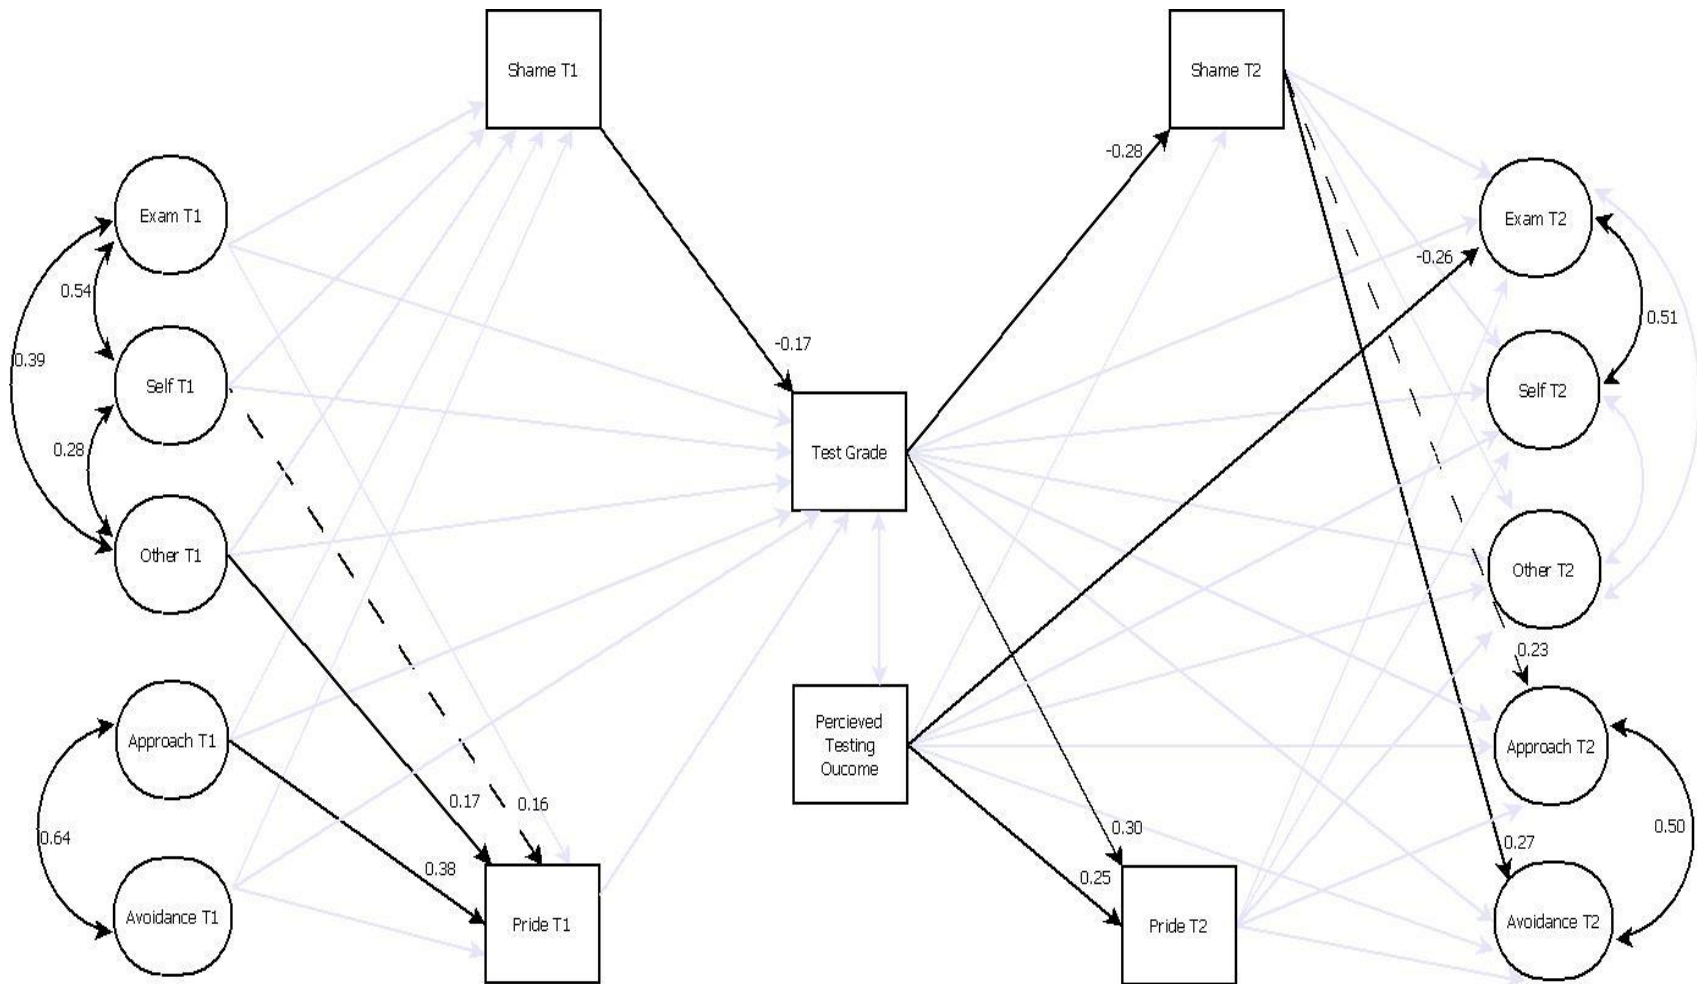 Shame T1
Shame T2
-0.28
Exam T1
Exam T2
-0.26
0.54
0.51
-0.17
0.39
Self T1
Self T2
0.28
Test Grade
Other T1
Other T2
0.23
Approach T1
Percieved
Testing
Oucome
Approach T2
0.17
0.16
0.30
0.50
0.64
0.27
0.38
0.25
Avoidance T1
Pride T1
Pride T2
Avoidance T2